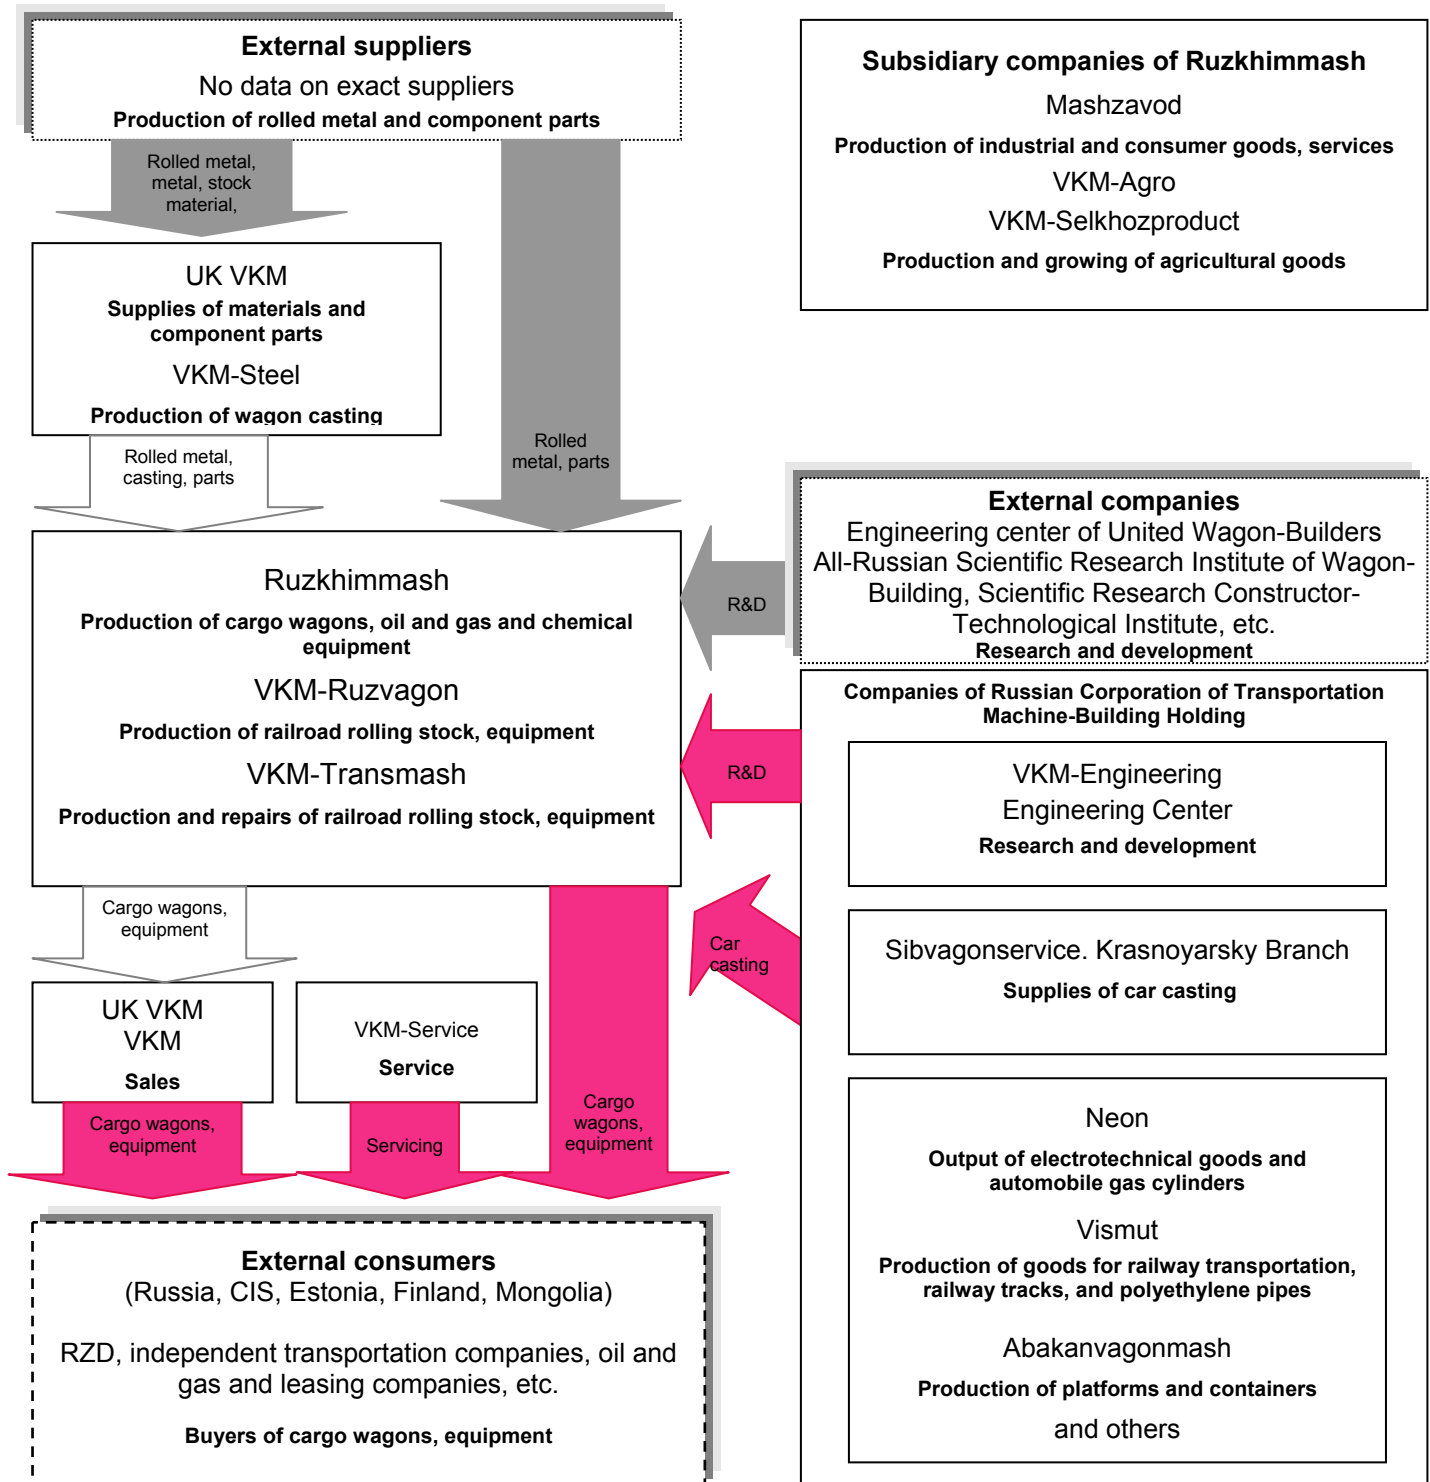 External suppliers
No data on exact suppliers
Production of rolled metal and component parts
Rolled metal,
metal, stock
material,
UK VKM
Supplies of materials and
component parts
VKM-Steel
Production of wagon casting
Rolled metal,
casting, parts
Rolled
metal, parts
Subsidiary companies of Ruzkhimmash
Mashzavod
Production of industrial and consumer goods, services
VKM-Agro
VKM-Selkhozproduct
Production and growing of agricultural goods
Ruzkhimmash
Production of cargo wagons, oil and gas and chemical
equipment
VKM-Ruzvagon
Production of railroad rolling stock, equipment
VKM-Transmash
Production and repairs of railroad rolling stock, equipment
R&D
External companies
Engineering center of United Wagon-Builders
All-Russian Scientific Research Institute of Wagon-
Building, Scientific Research Constructor-
Technological Institute, etc.
Research and development
R&D
Companies of Russian Corporation of Transportation
Machine-Building Holding
VKM-Engineering
Engineering Center
Research and development
Car
casting
Sibvagonservice. Krasnoyarsky Branch
Supplies of car casting
Neon
Output of electrotechnical goods and
automobile gas cylinders
Vismut
Production of goods for railway transportation,
railway tracks, and polyethylene pipes
Abakanvagonmash
Production of platforms and containers
and others
Cargo wagons,
equipment
UK VKM
VKM
Sales
VKM-Service
Service
Cargo wagons,
equipment
Servicing
Cargo
wagons,
equipment
External consumers
(Russia, CIS, Estonia, Finland, Mongolia)
RZD, independent transportation companies, oil and
gas and leasing companies, etc.
Buyers of cargo wagons, equipment